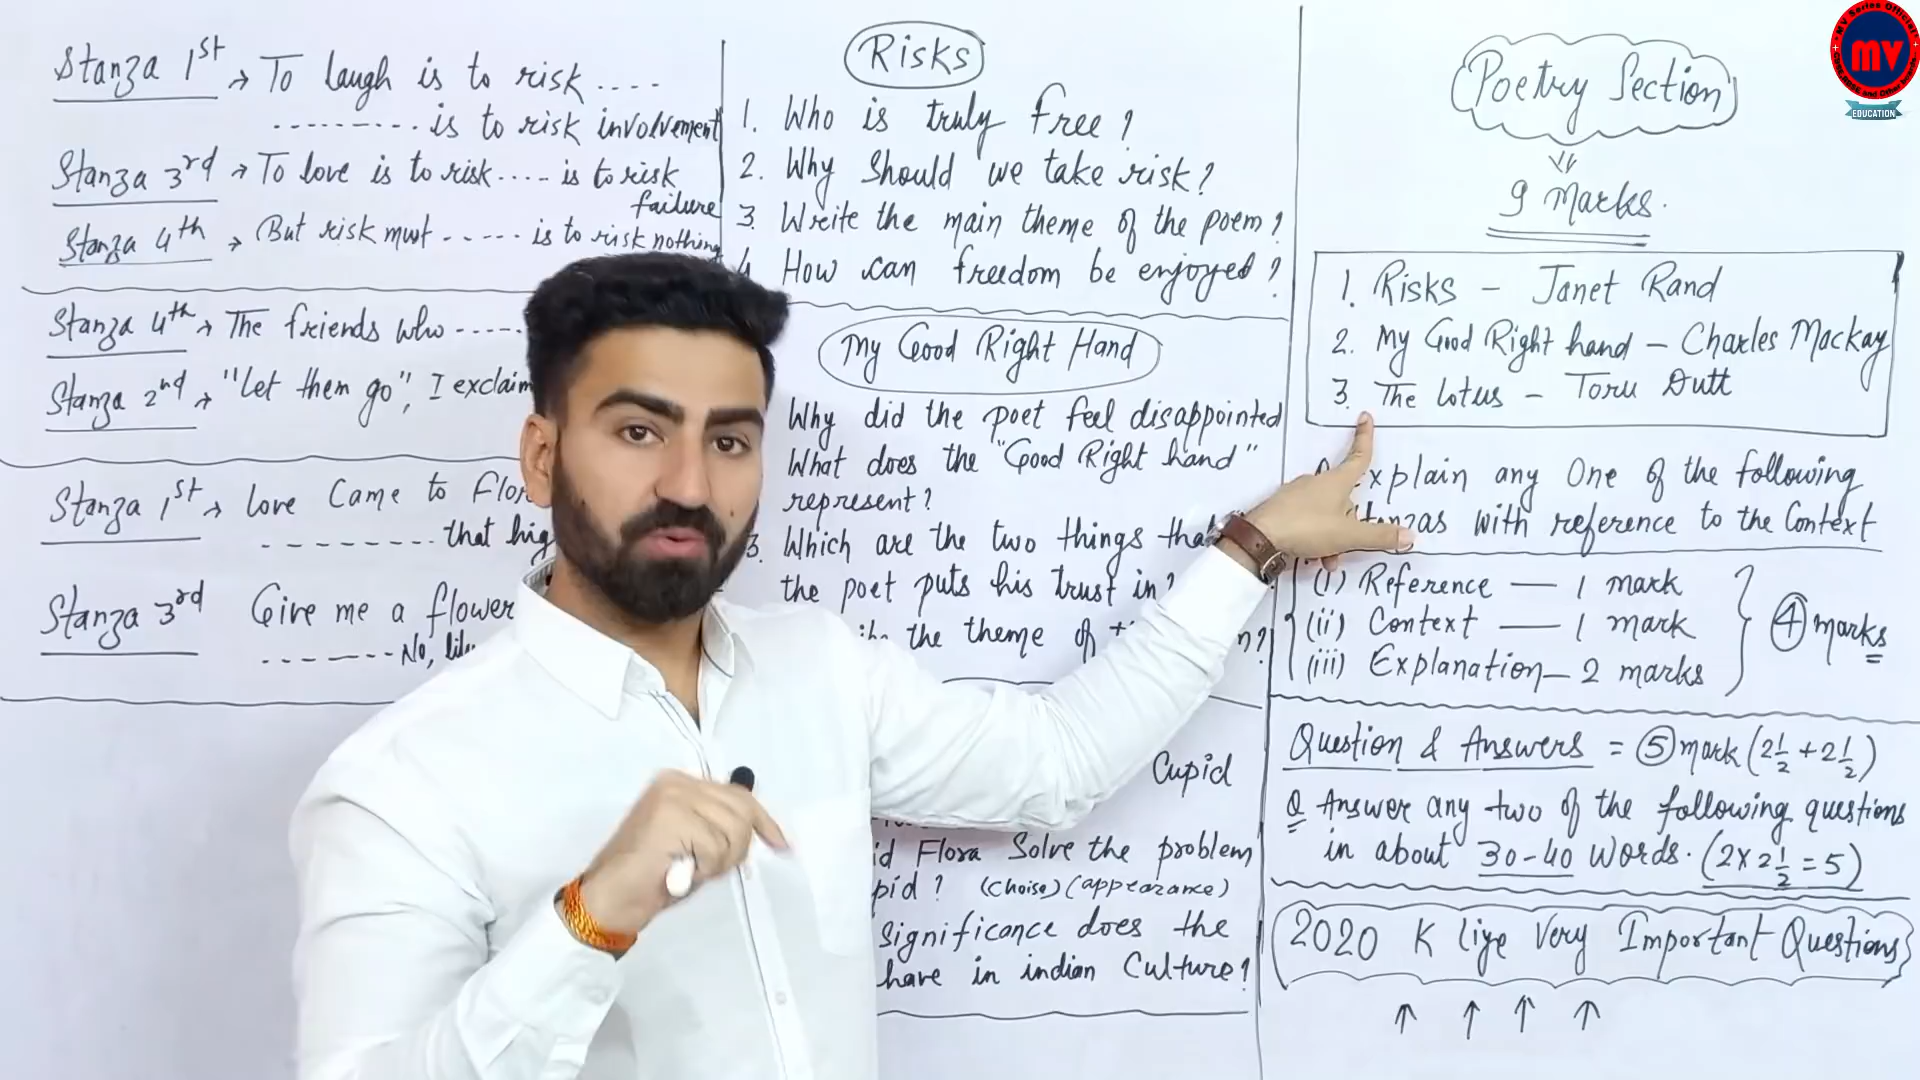 Stanza 1st → To laugh is to risk ....
.......... is to risk involvement
Stanza 3rd → To love is to risk .... is to risk
failure
Stanza 4th → But risk must ...... is to risk nothing
Stanza 4th → The friends who -----
Stanza 2nd → "Let them go", I exclaim
Stanza 1st → Love Came to Flor
--------- that hig
Stanza 3rd Give me a flower
------- No, li
Risks
1. Who is truly free?
2. Why should we take risk?
3. Write the main theme of the poem?
4. How can freedom be enjoyed?
My Good Right Hand
Why did the poet feel disappointed
What does the "Good Right hand"
represent?
3. Which are the two things tha
the poet puts his trust in?
the theme of
Cupid
id Flora Solve the problem
pid? (choise) (appearance)
Significance does the
have in indian Culture?
Poetry Section
9 Marks.
1. Risks - Janet Rand
2. My Good Right hand - Charles Mackay
3. The Lotus - Toru Dutt
explain any One of the following
stanzas with reference to the Context
(i) Reference — 1 mark
(ii) Context — 1 mark
(iii) Explanation — 2 marks
4 marks
Question & Answers = 5 mark (2½ + 2½)
Q Answer any two of the following questions
in about 30-40 words. (2 x 2½ = 5)
2020 K liye Very Important Questions
MV Series Official
MV
EDUCATION